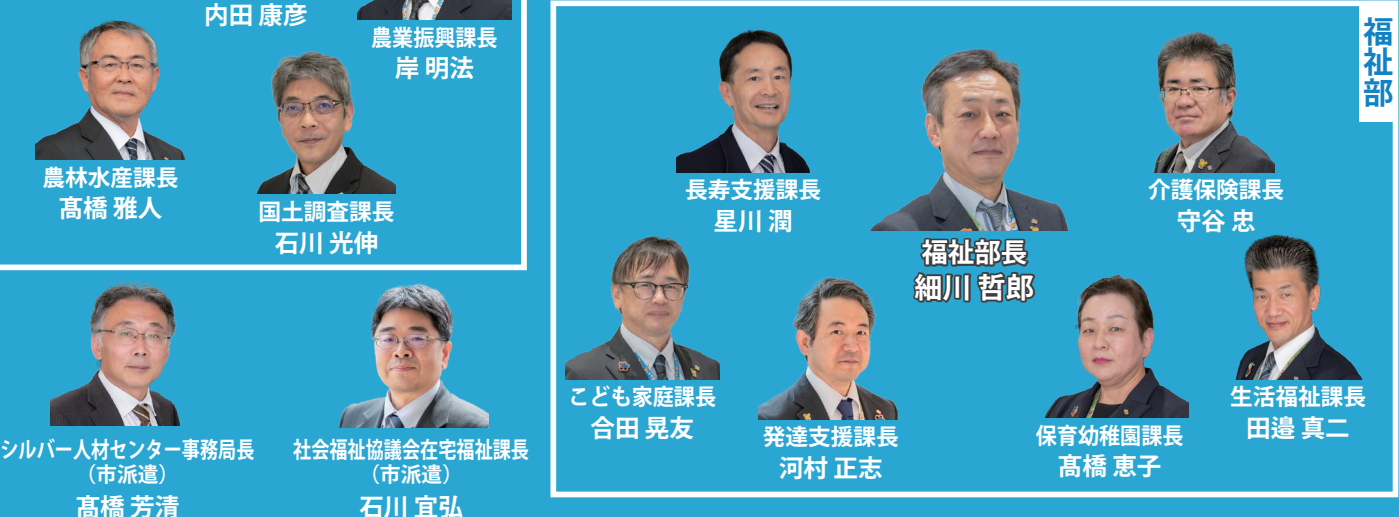 内田 康彦
農業振興課長
岸 明法
農林水産課長
髙橋 雅人
国土調査課長
石川 光伸
シルバー人材センター事務局長
（市派遣）
髙橋 芳清
社会福祉協議会在宅福祉課長
（市派遣）
石川 宜弘
福祉部
長寿支援課長
星川 潤
福祉部長
細川 哲郎
介護保険課長
守谷 忠
こども家庭課長
合田 晃友
発達支援課長
河村 正志
保育幼稚園課長
髙橋 恵子
生活福祉課長
田邉 真二